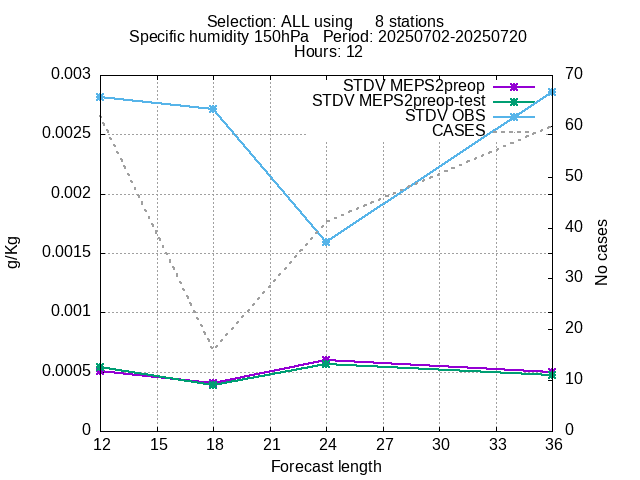 Selection: ALL using 8 stations
Specific humidity 150hPa Period: 20250702-20250720
Hours: 12
STDV MEPS2preop
STDV MEPS2preop-test
STDV OBS
CASES
g/Kg
0.003
0.0025
0.002
0.0015
0.001
0.0005
0
70
60
50
40
30
20
10
0
No cases
12 15 18 21 24 27 30 33 36
Forecast length